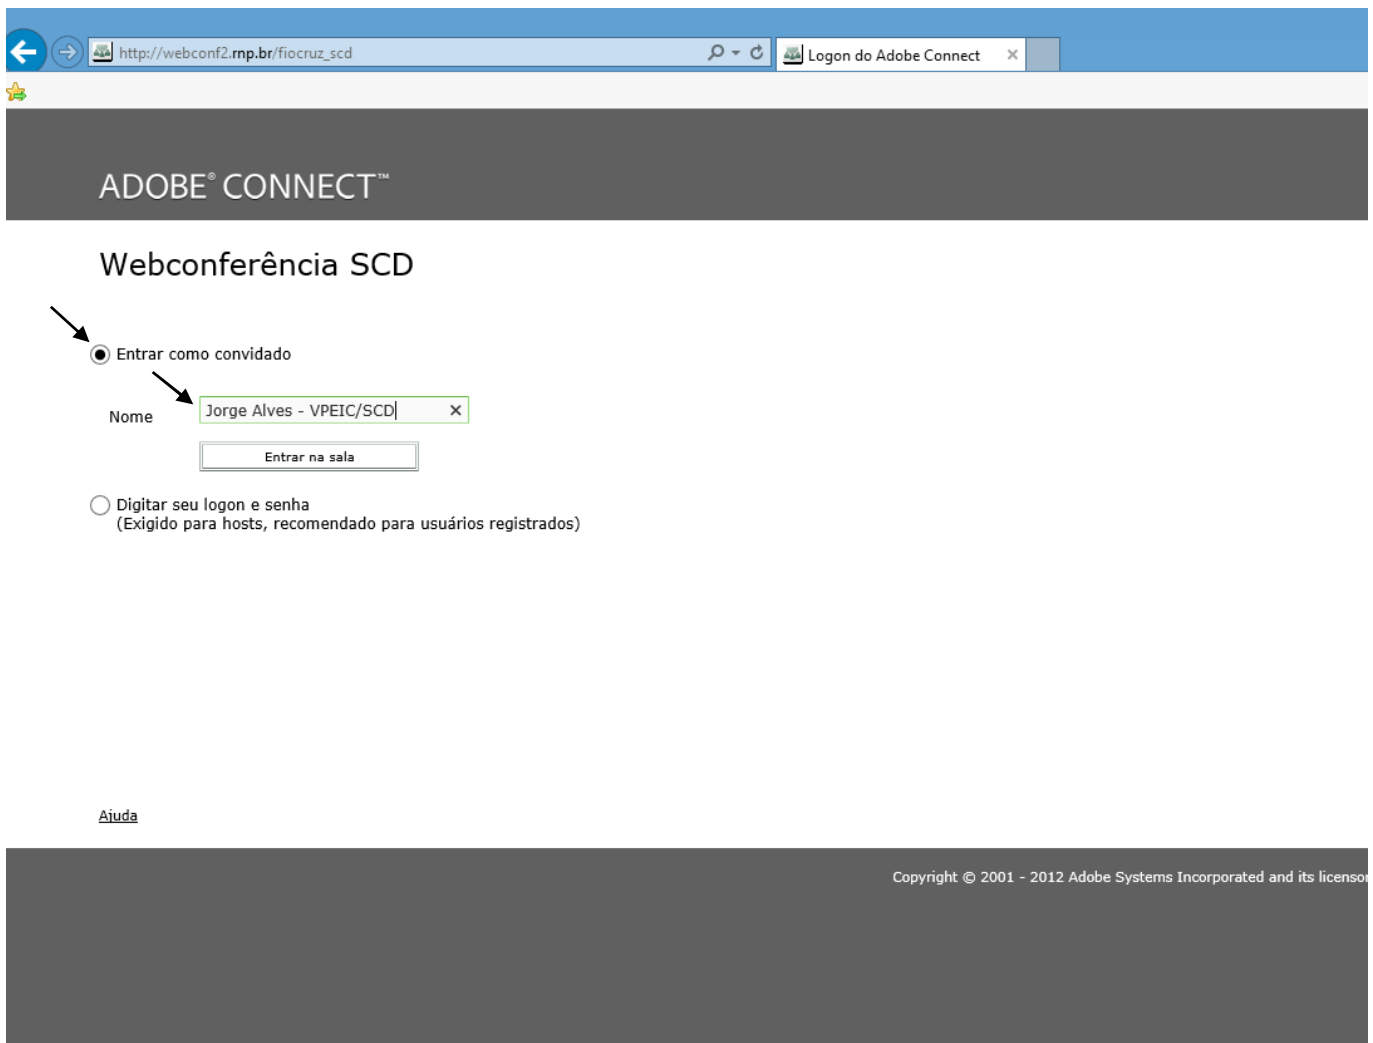 http://webconf2.rnp.br/fiocruz_scd
Logon do Adobe Connect
ADOBE® CONNECT™
Webconferência SCD
Entrar como convidado
Nome
Jorge Alves - VPEIC/SCD
Entrar na sala
Digitar seu logon e senha
(Exigido para hosts, recomendado para usuários registrados)
Ajuda
Copyright © 2001 - 2012 Adobe Systems Incorporated and its licensor